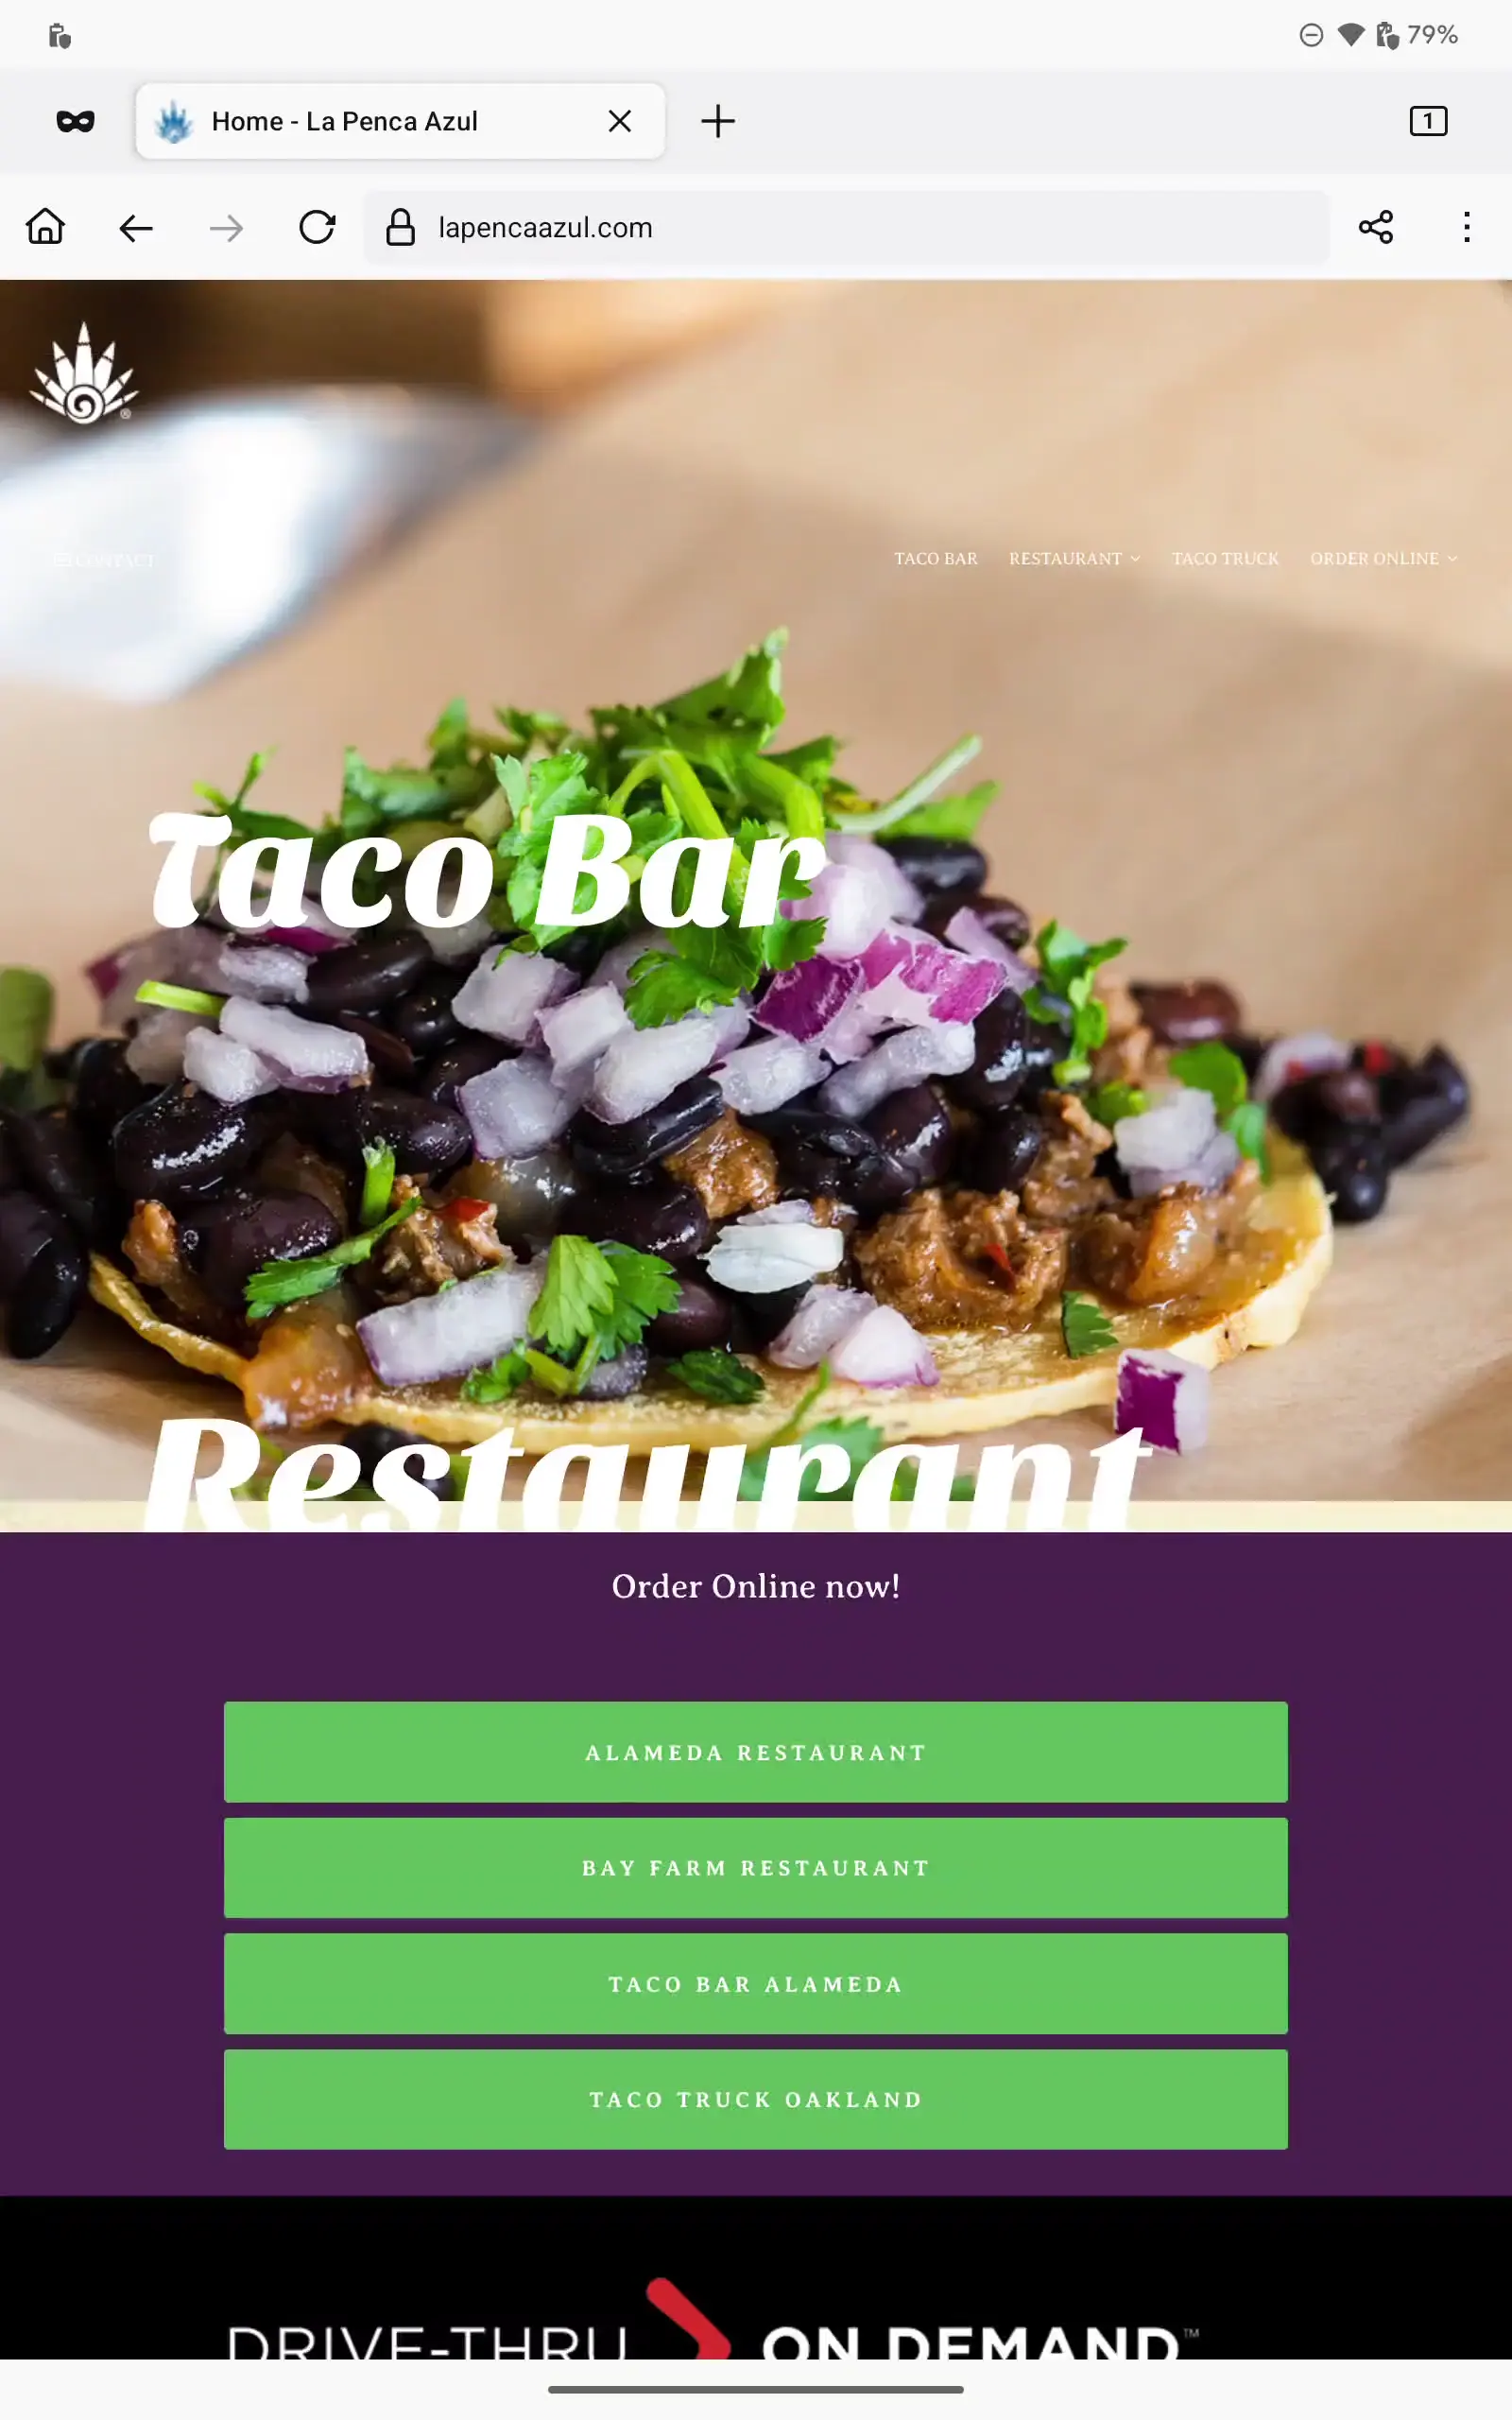 79%
Home - La Penca Azul
1
lapencaazul.com
®
CONTACT
TACO BAR RESTAURANT TACO TRUCK ORDER ONLINE
Taco Bar
Restaurant
Order Online now!
ALAMEDA RESTAURANT
BAY FARM RESTAURANT
TACO BAR ALAMEDA
TACO TRUCK OAKLAND
DRIVE-THRU ON DEMAND™